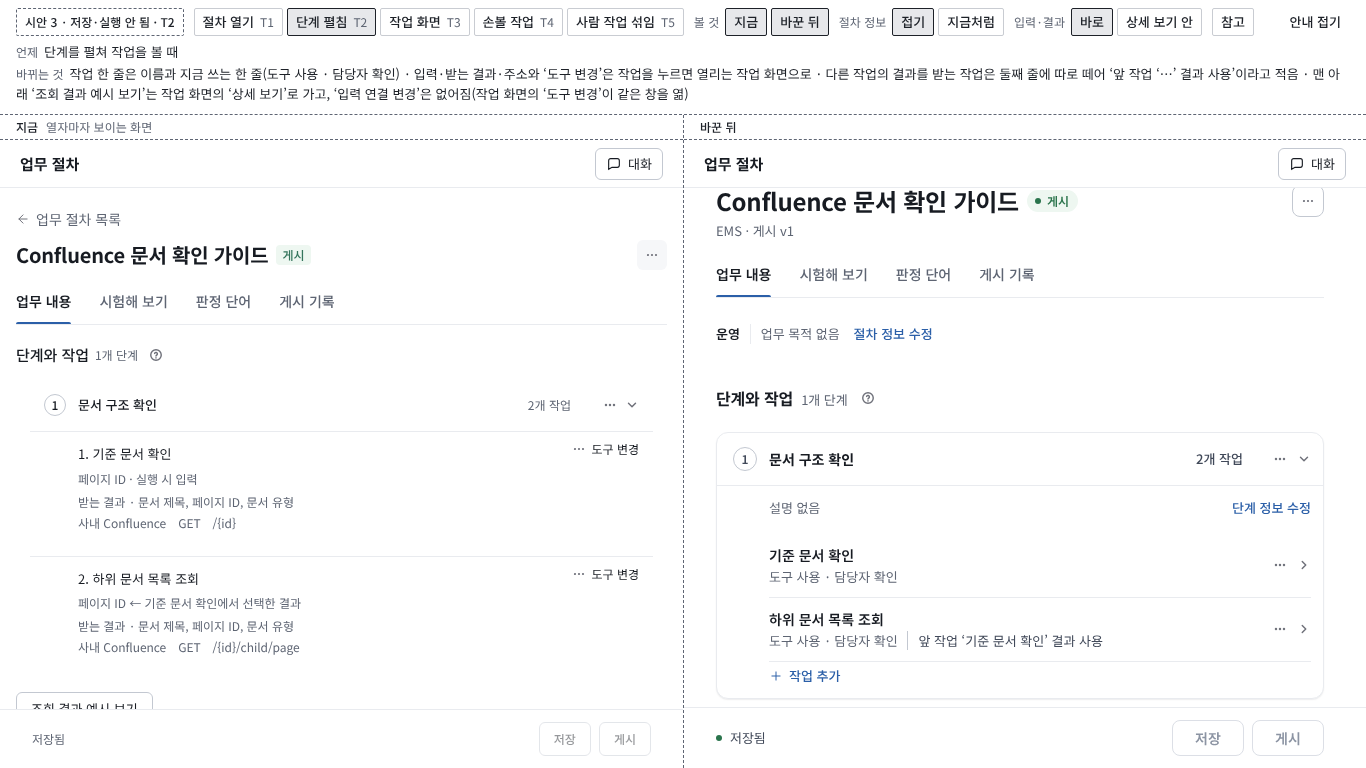 시안 3 · 저장·실행 안 됨 · T2 절차 열기 T1 단계 펼침 T2 작업 화면 T3 손볼 작업 T4 사람 작업 섞임 T5 볼 것 지금 바꾼 뒤 절차 정보 접기 지금처럼 입력·결과 바로 상세 보기 안 참고 안내 접기
언제 단계를 펼쳐 작업을 볼 때
바뀌는 것 작업 한 줄은 이름과 지금 쓰는 한 줄(도구 사용 · 담당자 확인) · 입력·받는 결과·주소와 ‘도구 변경’은 작업을 누르면 열리는 작업 화면으로 · 다른 작업의 결과를 받는 작업은 둘째 줄에 따로 떼어 ‘앞 작업 ‘…’ 결과 사용’이라고 적음 · 맨 아
래 ‘조회 결과 예시 보기’는 작업 화면의 ‘상세 보기’로 가고, ‘입력 연결 변경’은 없어짐(작업 화면의 ‘도구 변경’이 같은 창을 엶)
지금 열자마자 보이는 화면
업무 절차
대화
← 업무 절차 목록
Confluence 문서 확인 가이드 게시
···
업무 내용 시험해 보기 판정 단어 게시 기록
단계와 작업 1개 단계 ?
1 문서 구조 확인 2개 작업 ···
1. 기준 문서 확인 ··· 도구 변경
페이지 ID · 실행 시 입력
받는 결과 · 문서 제목, 페이지 ID, 문서 유형
사내 Confluence GET /{id}
2. 하위 문서 목록 조회 ··· 도구 변경
페이지 ID ← 기준 문서 확인에서 선택한 결과
받는 결과 · 문서 제목, 페이지 ID, 문서 유형
사내 Confluence GET /{id}/child/page
조회 결과 예시 보기
저장됨 저장 게시
바꾼 뒤
업무 절차
대화
Confluence 문서 확인 가이드 게시
···
EMS · 게시 v1
업무 내용 시험해 보기 판정 단어 게시 기록
운영 업무 목적 없음 절차 정보 수정
단계와 작업 1개 단계 ?
1 문서 구조 확인 2개 작업 ···
설명 없음 단계 정보 수정
기준 문서 확인
도구 사용 · 담당자 확인 ···
하위 문서 목록 조회
도구 사용 · 담당자 확인 앞 작업 ‘기준 문서 확인’ 결과 사용 ···
+ 작업 추가
저장됨 저장 게시